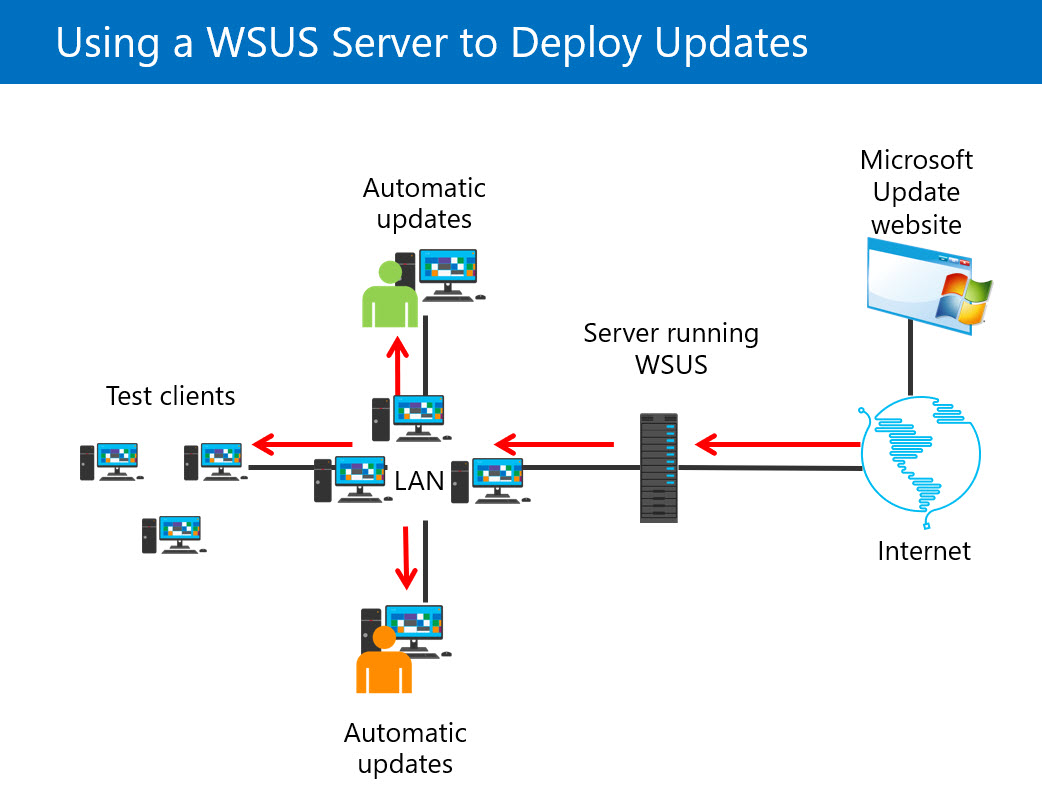 Using a WSUS Server to Deploy Updates
Microsoft
Update
website
Automatic
updates
Server running
WSUS
Test clients
LAN
Internet
Automatic
updates